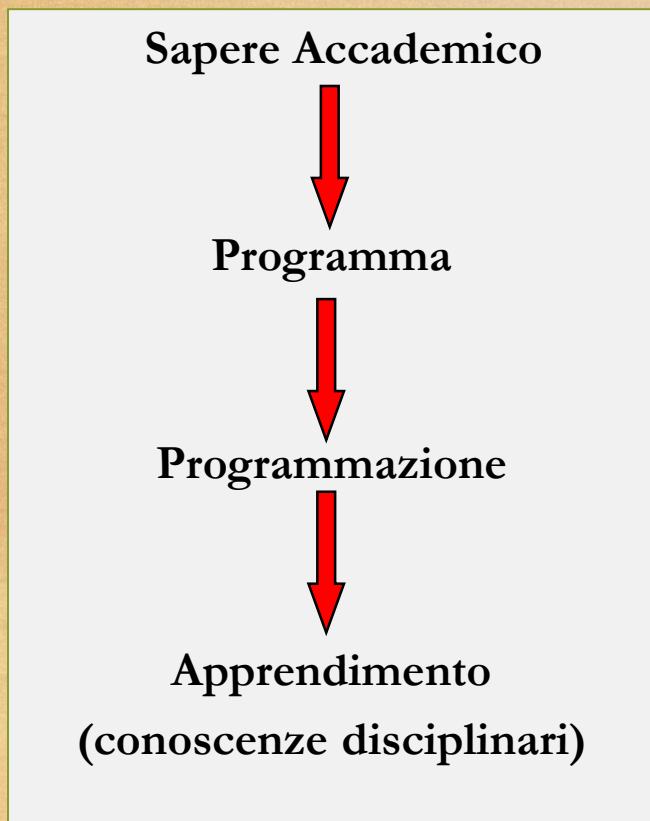 Sapere Accademico
Programma
Programmazione
Apprendimento
(conoscenze disciplinari)